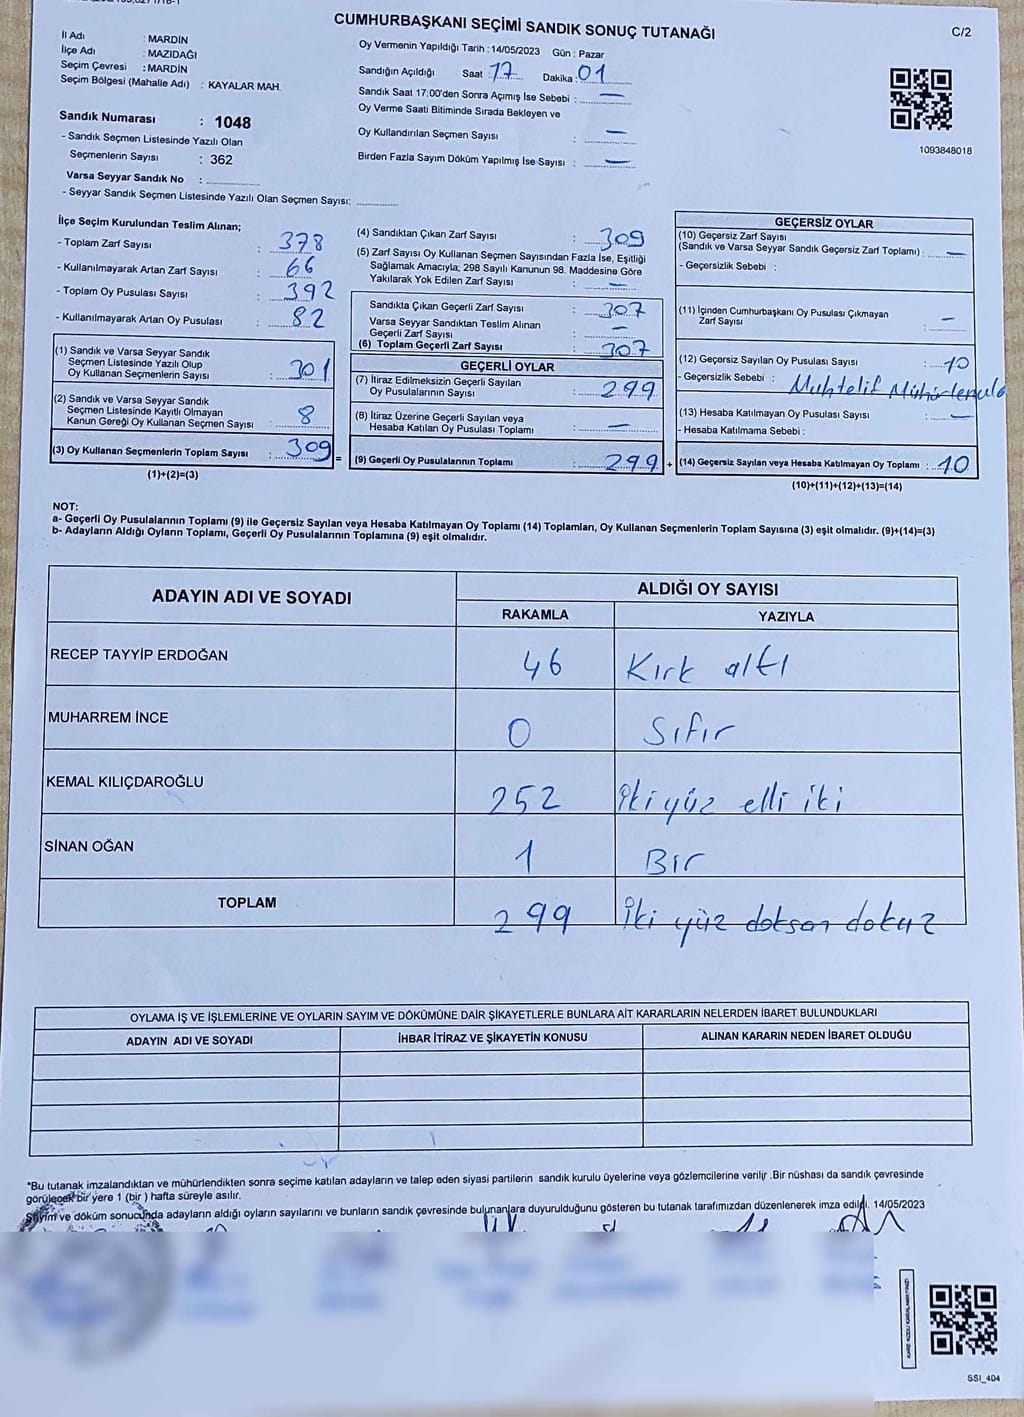 CUMHURBAŞKANI SEÇİMİ SANDIK SONUÇ TUTANAĞI
C/2
İl Adı : MARDİN
İlçe Adı : MAZIDAĞI
Seçim Çevresi : MARDİN
Seçim Bölgesi (Mahalle Adı) : KAYALAR MAH.
Sandık Numarası : 1048
- Sandık Seçmen Listesinde Yazılı Olan
Seçmenlerin Sayısı : 362
Varsa Seyyar Sandık No :
- Seyyar Sandık Seçmen Listesinde Yazılı Olan Seçmen Sayısı:
Oy Vermenin Yapıldığı Tarih : 14/05/2023 Gün : Pazar
Sandığın Açıldığı Saat : 17 Dakika : 01
Sandık Saat 17:00'den Sonra Açımış İse Sebebi : —
Oy Verme Saati Bitiminde Sırada Bekleyen ve
Oy Kullandırılan Seçmen Sayısı : —
Birden Fazla Sayım Döküm Yapılmış İse Sayısı : —
1093848018
İlçe Seçim Kurulundan Teslim Alınan;
- Toplam Zarf Sayısı : 378
- Kullanılmayarak Artan Zarf Sayısı : 66
- Toplam Oy Pusulası Sayısı : 392
- Kullanılmayarak Artan Oy Pusulası : 82
(1) Sandık ve Varsa Seyyar Sandık
Seçmen Listesinde Yazılı Olup
Oy Kullanan Seçmenlerin Sayısı : 301
(2) Sandık ve Varsa Seyyar Sandık
Seçmen Listesinde Kayıtlı Olmayan
Kanun Gereği Oy Kullanan Seçmen Sayısı : 8
(3) Oy Kullanan Seçmenlerin Toplam Sayısı : 309 =
(1)+(2)=(3)
(4) Sandıktan Çıkan Zarf Sayısı : 309
(5) Zarf Sayısı Oy Kullanan Seçmen Sayısından Fazla İse, Eşitliği
Sağlamak Amacıyla; 298 Sayılı Kanunun 98. Maddesine Göre
Yakılarak Yok Edilen Zarf Sayısı : —
Sandıkta Çıkan Geçerli Zarf Sayısı : 307
Varsa Seyyar Sandıktan Teslim Alınan
Geçerli Zarf Sayısı : —
(6) Toplam Geçerli Zarf Sayısı : 307
GEÇERLİ OYLAR
(7) İtiraz Edilmeksizin Geçerli Sayılan
Oy Pusulalarının Sayısı : 299
(8) İtiraz Üzerine Geçerli Sayılan veya
Hesaba Katılan Oy Pusulası Toplamı : —
(9) Geçerli Oy Pusulalarının Toplamı : 299 +
GEÇERSİZ OYLAR
(10) Geçersiz Zarf Sayısı
(Sandık ve Varsa Seyyar Sandık Geçersiz Zarf Toplamı) : —
- Geçersizlik Sebebi :
(11) İçinden Cumhurbaşkanı Oy Pusulası Çıkmayan
Zarf Sayısı : —
(12) Geçersiz Sayılan Oy Pusulası Sayısı : 10
- Geçersizlik Sebebi : Muhtelif
(13) Hesaba Katılmayan Oy Pusulası Sayısı : —
- Hesaba Katılmama Sebebi :
(14) Geçersiz Sayılan veya Hesaba Katılmayan Oy Toplamı : 10
(10)+(11)+(12)+(13)=(14)
NOT:
a- Geçerli Oy Pusulalarının Toplamı (9) ile Geçersiz Sayılan veya Hesaba Katılmayan Oy Toplamı (14) Toplamları, Oy Kullanan Seçmenlerin Toplam Sayısına (3) eşit olmalıdır. (9)+(14)=(3)
b- Adayların Aldığı Oyların Toplamı, Geçerli Oy Pusulalarının Toplamına (9) eşit olmalıdır.
ADAYIN ADI VE SOYADI ALDIĞI OY SAYISI
RAKAMLA YAZIYLA
RECEP TAYYİP ERDOĞAN 46 Kırk altı
MUHARREM İNCE 0 Sıfır
KEMAL KILIÇDAROĞLU 252 iki yüz elli iki
SİNAN OĞAN 1 Bir
TOPLAM 299 iki yüz doksan dokuz
OYLAMA İŞ VE İŞLEMLERİNE VE OYLARIN SAYIM VE DÖKÜMÜNE DAİR ŞİKAYETLERLE BUNLARA AİT KARARLARIN NELERDEN İBARET BULUNDUKLARI
ADAYIN ADI VE SOYADI İHBAR İTİRAZ VE ŞİKAYETİN KONUSU ALINAN KARARIN NEDEN İBARET OLDUĞU
*Bu tutanak imzalandıktan ve mühürlendikten sonra seçime katılan adayların ve talep eden siyasi partilerin sandık kurulu üyelerine veya gözlemcilerine verilir .Bir nüshası da sandık çevresinde
görülecek bir yere 1 (bir ) hafta süreyle asılır.
Sayım ve döküm sonucunda adayların aldığı oyların sayılarını ve bunların sandık çevresinde bulunanlara duyurulduğunu gösteren bu tutanak tarafımızdan düzenlenerek imza edildi. 14/05/2023
SSI_404